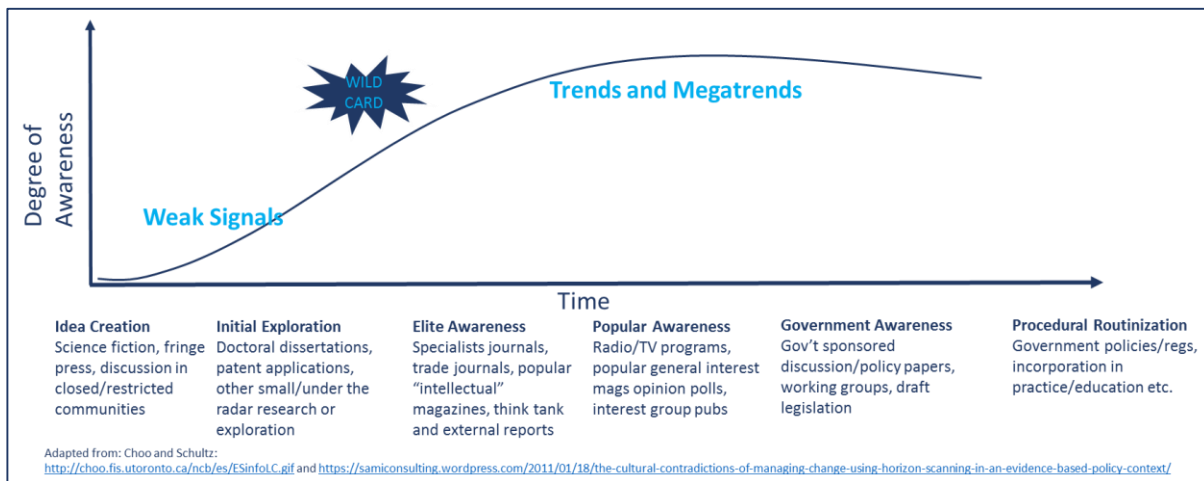 WILD
CARD
Trends and Megatrends
Degree of
Awareness
Weak Signals
Time
Idea Creation
Science fiction, fringe
press, discussion in
closed/restricted
communities
Initial Exploration
Doctoral dissertations,
patent applications,
other small/under the
radar research or
exploration
Elite Awareness
Specialists journals,
trade journals, popular
“intellectual”
magazines, think tank
and external reports
Popular Awareness
Radio/TV programs,
popular general interest
mags opinion polls,
interest group pubs
Government Awareness
Gov’t sponsored
discussion/policy papers,
working groups, draft
legislation
Procedural Routinization
Government policies/regs,
incorporation in
practice/education etc.
Adapted from: Choo and Schultz:
http://choo.fis.utoronto.ca/ncb/es/ESinfoLC.gif and https://samiconsulting.wordpress.com/2011/01/18/the-cultural-contradictions-of-managing-change-using-horizon-scanning-in-an-evidence-based-policy-context/